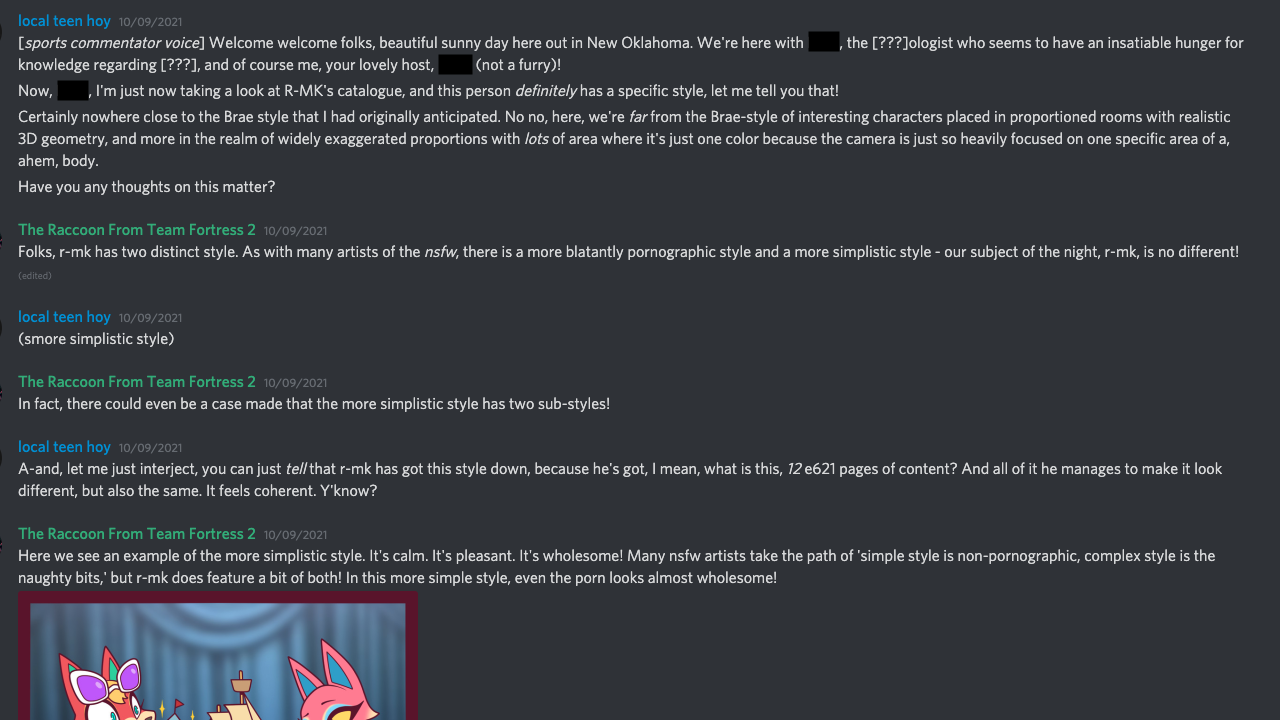 local teen hoy 10/09/2021
[sports commentator voice] Welcome welcome folks, beautiful sunny day here out in New Oklahoma. We're here with , the [???]ologist who seems to have an insatiable hunger for
knowledge regarding [???], and of course me, your lovely host, (not a furry)!
Now, , I'm just now taking a look at R-MK's catalogue, and this person definitely has a specific style, let me tell you that!
Certainly nowhere close to the Brae style that I had originally anticipated. No no, here, we're far from the Brae-style of interesting characters placed in proportioned rooms with realistic
3D geometry, and more in the realm of widely exaggerated proportions with lots of area where it's just one color because the camera is just so heavily focused on one specific area of a,
ahem, body.
Have you any thoughts on this matter?
The Raccoon From Team Fortress 2 10/09/2021
Folks, r-mk has two distinct style. As with many artists of the nsfw, there is a more blatantly pornographic style and a more simplistic style - our subject of the night, r-mk, is no different!
(edited)
local teen hoy 10/09/2021
(smore simplistic style)
The Raccoon From Team Fortress 2 10/09/2021
In fact, there could even be a case made that the more simplistic style has two sub-styles!
local teen hoy 10/09/2021
A-and, let me just interject, you can just tell that r-mk has got this style down, because he's got, I mean, what is this, 12 e621 pages of content? And all of it he manages to make it look
different, but also the same. It feels coherent. Y'know?
The Raccoon From Team Fortress 2 10/09/2021
Here we see an example of the more simplistic style. It's calm. It's pleasant. It's wholesome! Many nsfw artists take the path of 'simple style is non-pornographic, complex style is the
naughty bits,' but r-mk does feature a bit of both! In this more simple style, even the porn looks almost wholesome!